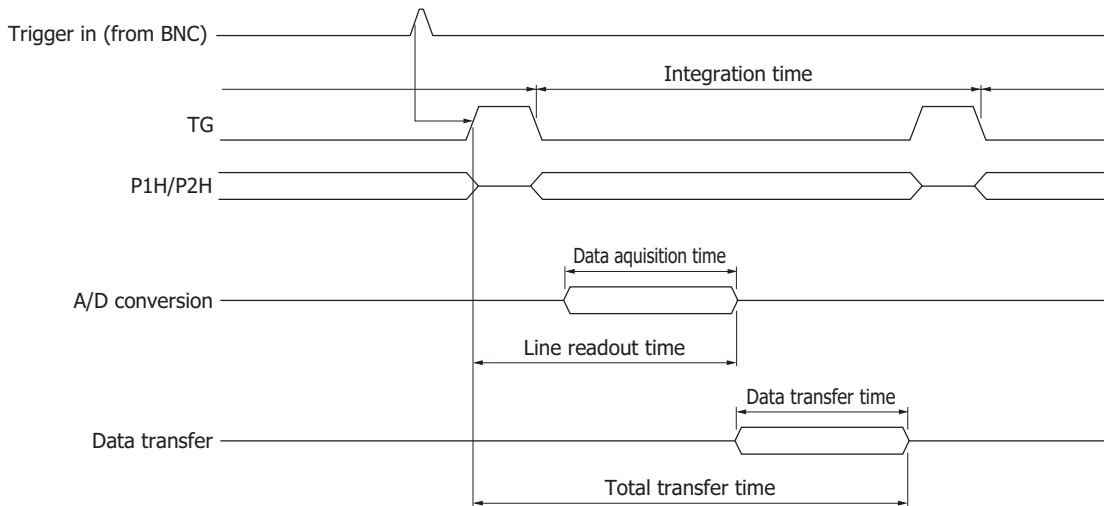 Trigger in (from BNC)
Integration time
TG
P1H/P2H
Data aquisition time
A/D conversion
Line readout time
Data transfer time
Data transfer
Total transfer time